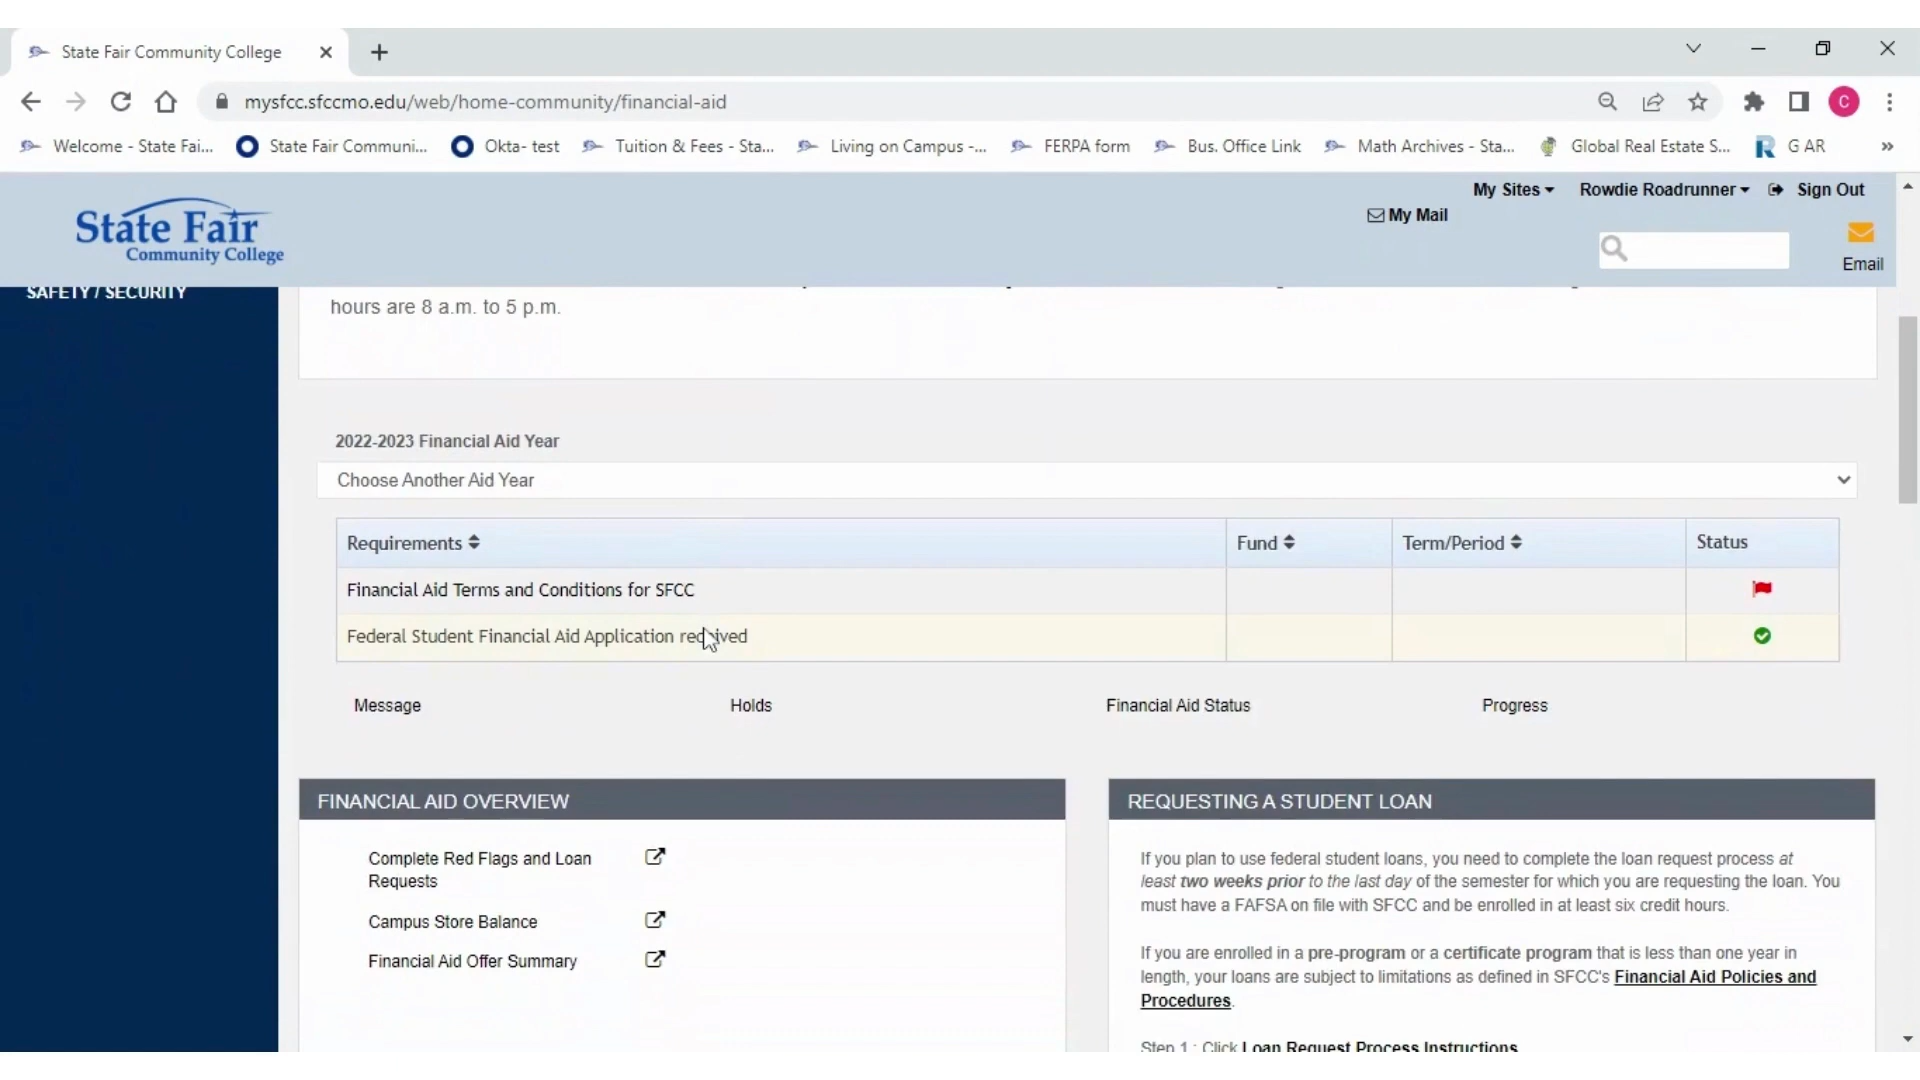 State Fair Community College
mysfcc.sfccmo.edu/web/home-community/financial-aid
C
Welcome - State Fai...
State Fair Communi...
Okta- test
Tuition & Fees - Sta...
Living on Campus -...
FERPA form
Bus. Office Link
Math Archives - Sta...
Global Real Estate S...
G AR
»
State Fair
Community College
My Sites
Rowdie Roadrunner
Sign Out
My Mail
Email
SAFETY / SECURITY
hours are 8 a.m. to 5 p.m.
2022-2023 Financial Aid Year
Choose Another Aid Year
Requirements Fund Term/Period Status
Financial Aid Terms and Conditions for SFCC
Federal Student Financial Aid Application received
Message Holds Financial Aid Status Progress
FINANCIAL AID OVERVIEW
Complete Red Flags and Loan
Requests
Campus Store Balance
Financial Aid Offer Summary
REQUESTING A STUDENT LOAN
If you plan to use federal student loans, you need to complete the loan request process at
least two weeks prior to the last day of the semester for which you are requesting the loan. You
must have a FAFSA on file with SFCC and be enrolled in at least six credit hours.
If you are enrolled in a pre-program or a certificate program that is less than one year in
length, your loans are subject to limitations as defined in SFCC's Financial Aid Policies and
Procedures.
Step 1 : Click Loan Request Process Instructions